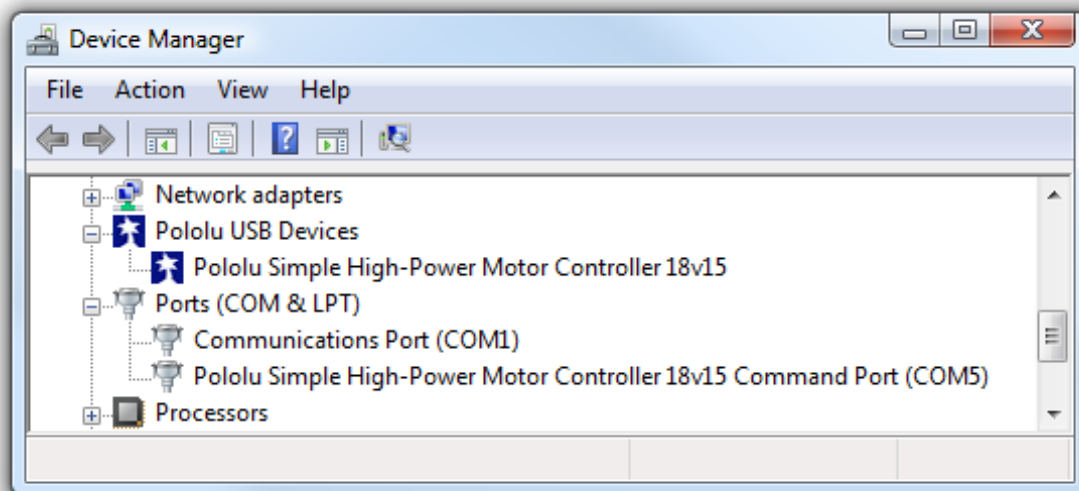 Device Manager
File Action View Help
Network adapters
Pololu USB Devices
Pololu Simple High-Power Motor Controller 18v15
Ports (COM & LPT)
Communications Port (COM1)
Pololu Simple High-Power Motor Controller 18v15 Command Port (COM5)
Processors